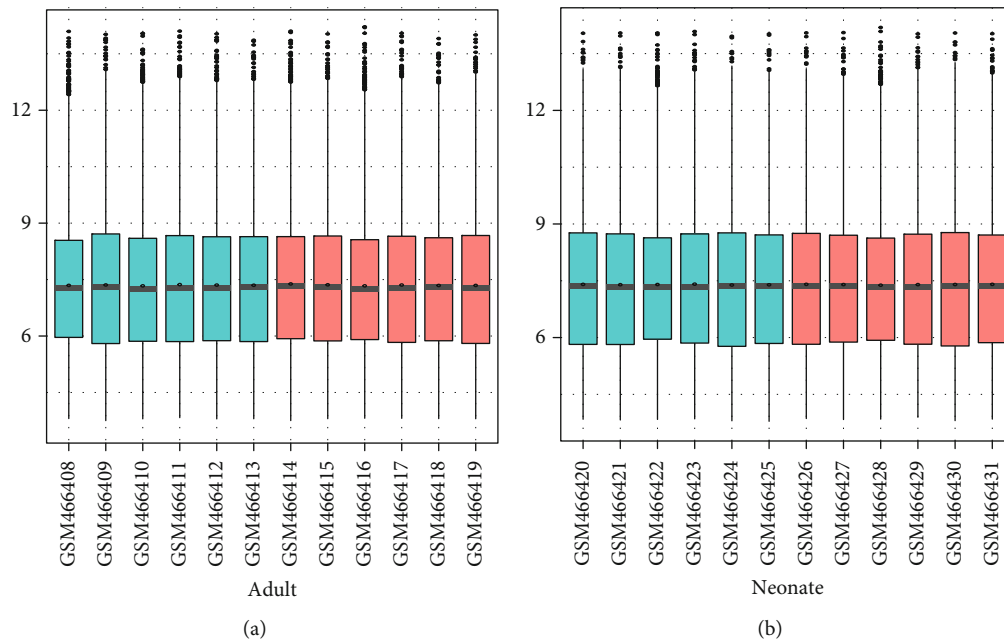 12
9
6
GSM466408
GSM466409
GSM466410
GSM466411
GSM466412
GSM466413
GSM466414
GSM466415
GSM466416
GSM466417
GSM466418
GSM466419
Adult
(a)
12
9
6
GSM466420
GSM466421
GSM466422
GSM466423
GSM466424
GSM466425
GSM466426
GSM466427
GSM466428
GSM466429
GSM466430
GSM466431
Neonate
(b)